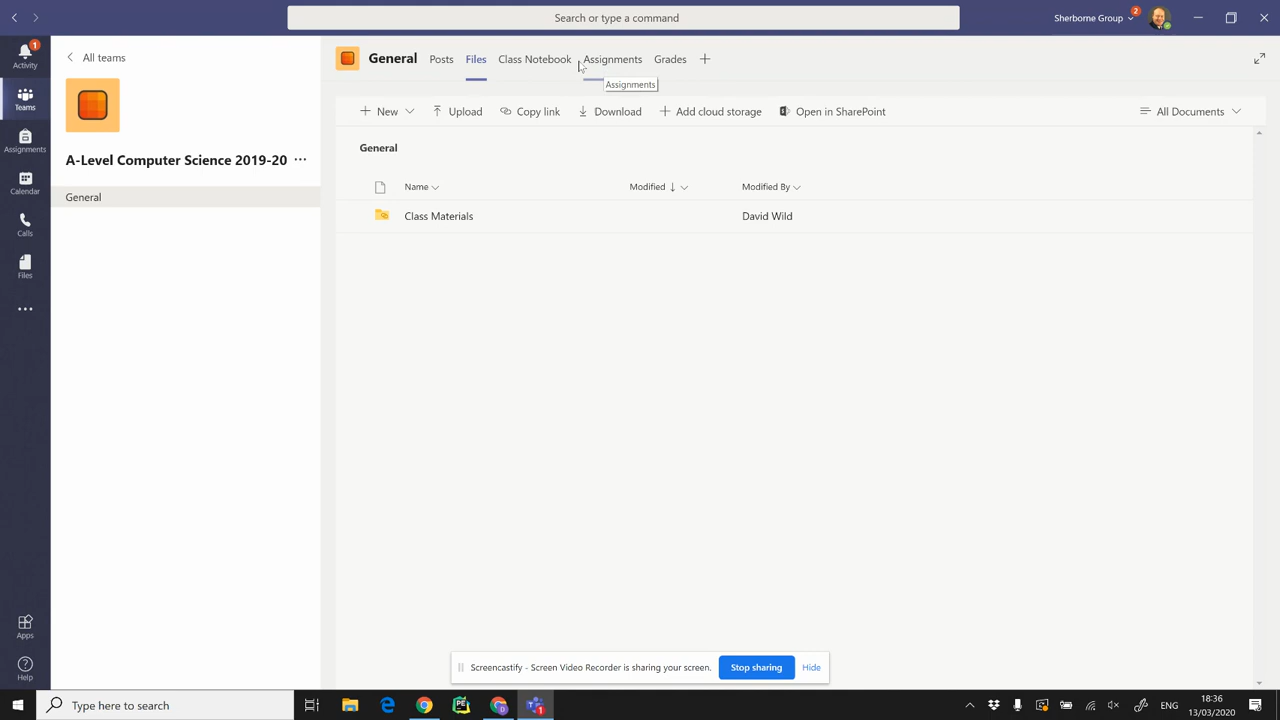 Search or type a command
Sherborne Group
2
1
Activity
Teams
Assignments
Calendar
Calls
Files
Apps
Help
All teams
A-Level Computer Science 2019-20
General
General
Posts
Files
Class Notebook
Assignments
Grades
Assignments
New
Upload
Copy link
Download
Add cloud storage
Open in SharePoint
All Documents
General
Name
Modified
Modified By
Class Materials
David Wild
Screencastify - Screen Video Recorder is sharing your screen.
Stop sharing
Hide
Type here to search
ENG
18:36
13/03/2020